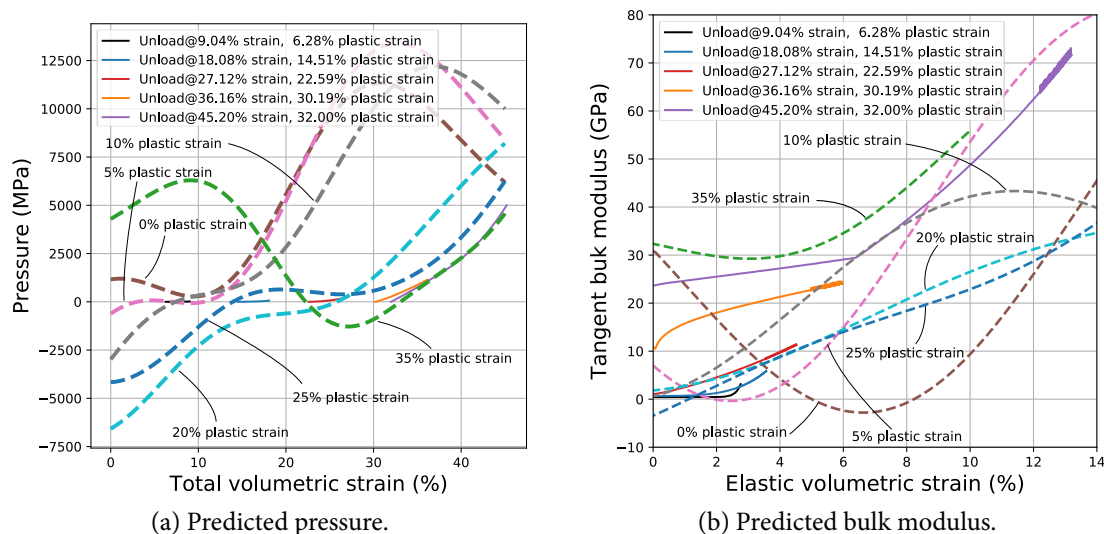 Unload@9.04% strain, 6.28% plastic strain
Unload@18.08% strain, 14.51% plastic strain
Unload@27.12% strain, 22.59% plastic strain
Unload@36.16% strain, 30.19% plastic strain
Unload@45.20% strain, 32.00% plastic strain
10% plastic strain
5% plastic strain
0% plastic strain
35% plastic strain
25% plastic strain
20% plastic strain
12500
10000
7500
5000
2500
0
−2500
−5000
−7500
Pressure (MPa)
0 10 20 30 40
Total volumetric strain (%)
(a) Predicted pressure.
Unload@9.04% strain, 6.28% plastic strain
Unload@18.08% strain, 14.51% plastic strain
Unload@27.12% strain, 22.59% plastic strain
Unload@36.16% strain, 30.19% plastic strain
Unload@45.20% strain, 32.00% plastic strain
10% plastic strain
35% plastic strain
20% plastic strain
25% plastic strain
0% plastic strain
5% plastic strain
80
70
60
50
40
30
20
10
0
−10
Tangent buk modulus (GPa)
0 2 4 6 8 10 12 14
Elastic volumetric strain (%)
(b) Predicted bulk modulus.